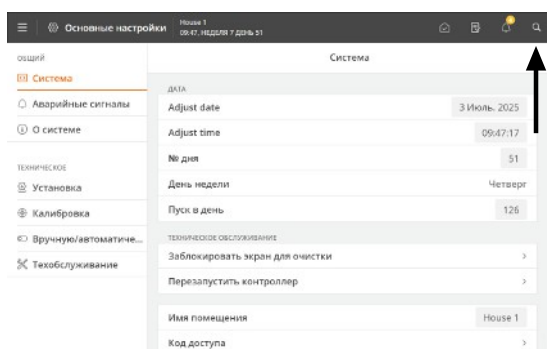 Основные настройки
House 1
09:47, НЕДЕЛЯ 7 ДЕНЬ 51
ОБЩИЙ
Система
Аварийные сигналы
О системе
ТЕХНИЧЕСКОЕ
Установка
Калибровка
Вручную/автоматиче...
Техобслуживание
Система
ДАТА
Adjust date 3 Июль. 2025
Adjust time 09:47:17
№ дня 51
День недели Четверг
Пуск в день 126
ТЕХНИЧЕСКОЕ ОБСЛУЖИВАНИЕ
Заблокировать экран для очистки
Перезапустить контроллер
Имя помещения House 1
Код доступа